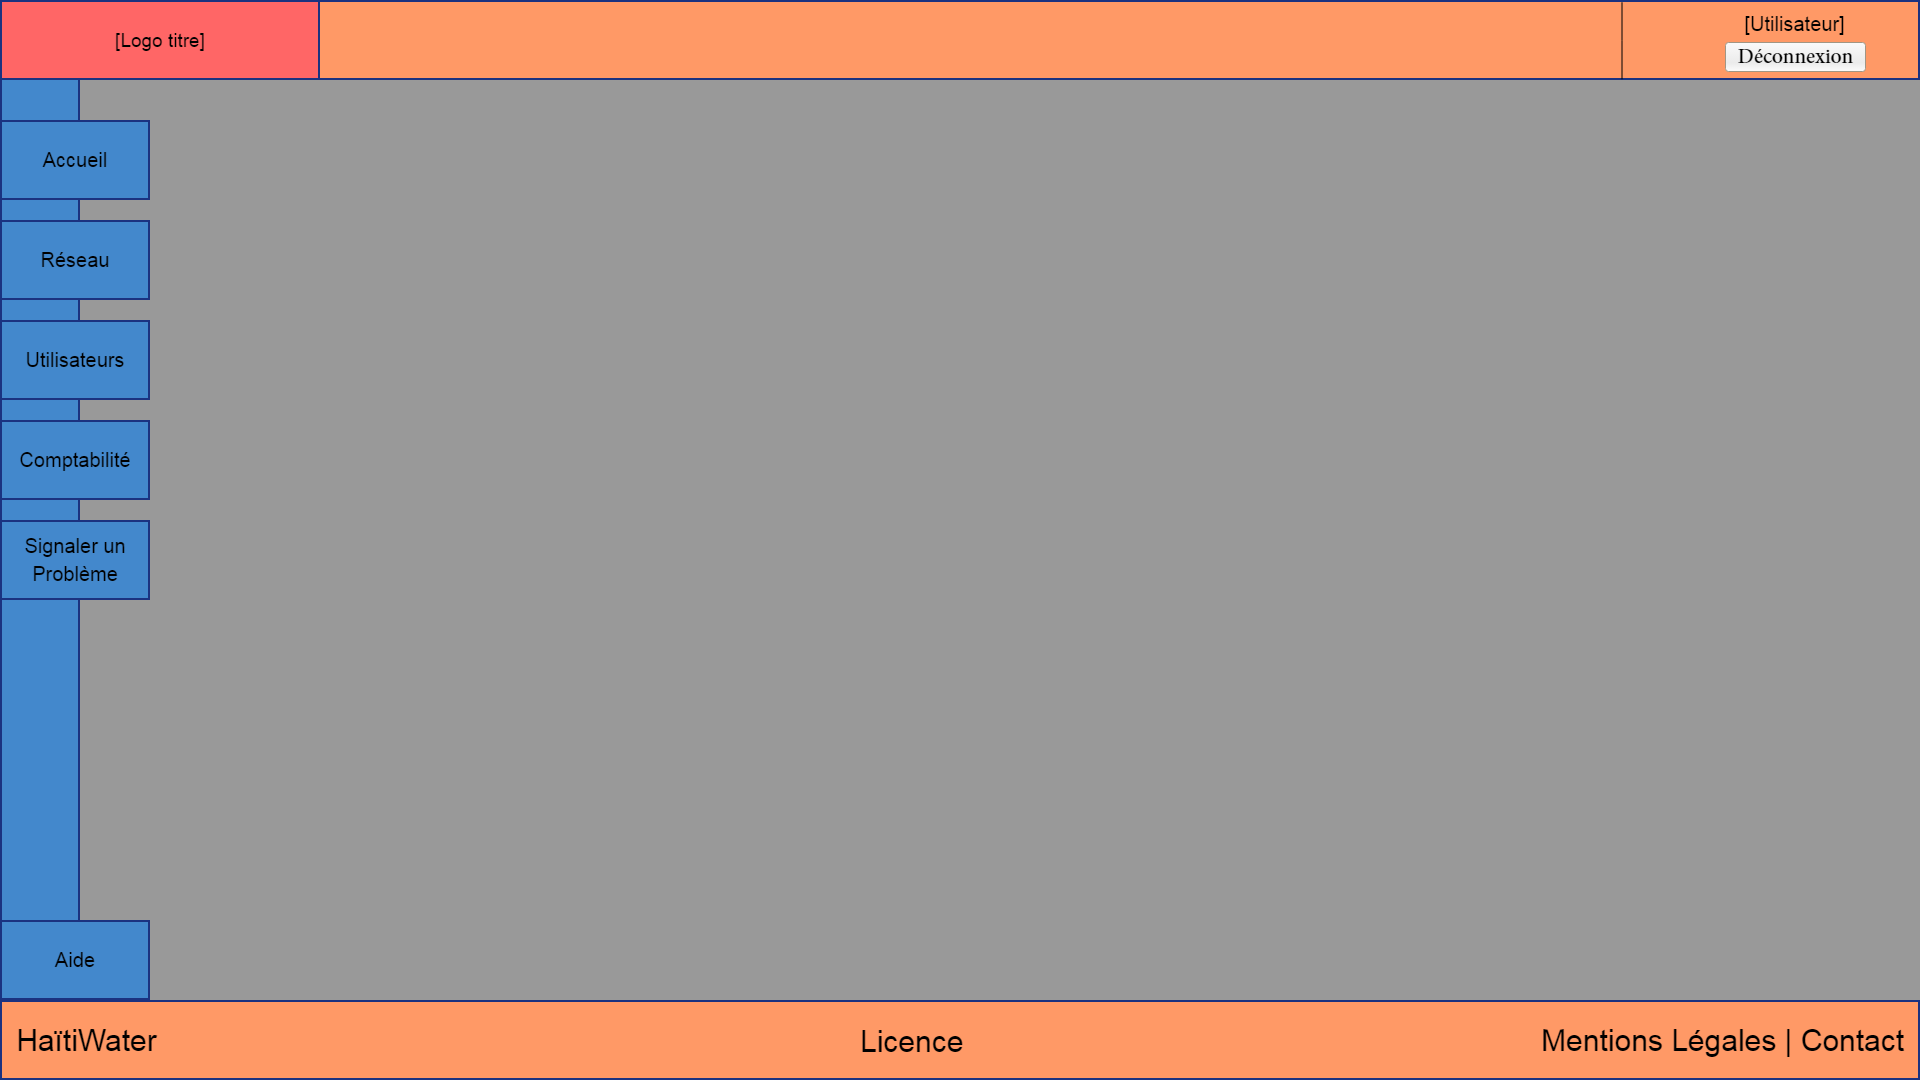 [Logo titre]
[Utilisateur]
Déconnexion
Accueil
Réseau
Utilisateurs
Comptabilité
Signaler un
Problème
Aide
HaïtiWater
Licence
Mentions Légales | Contact